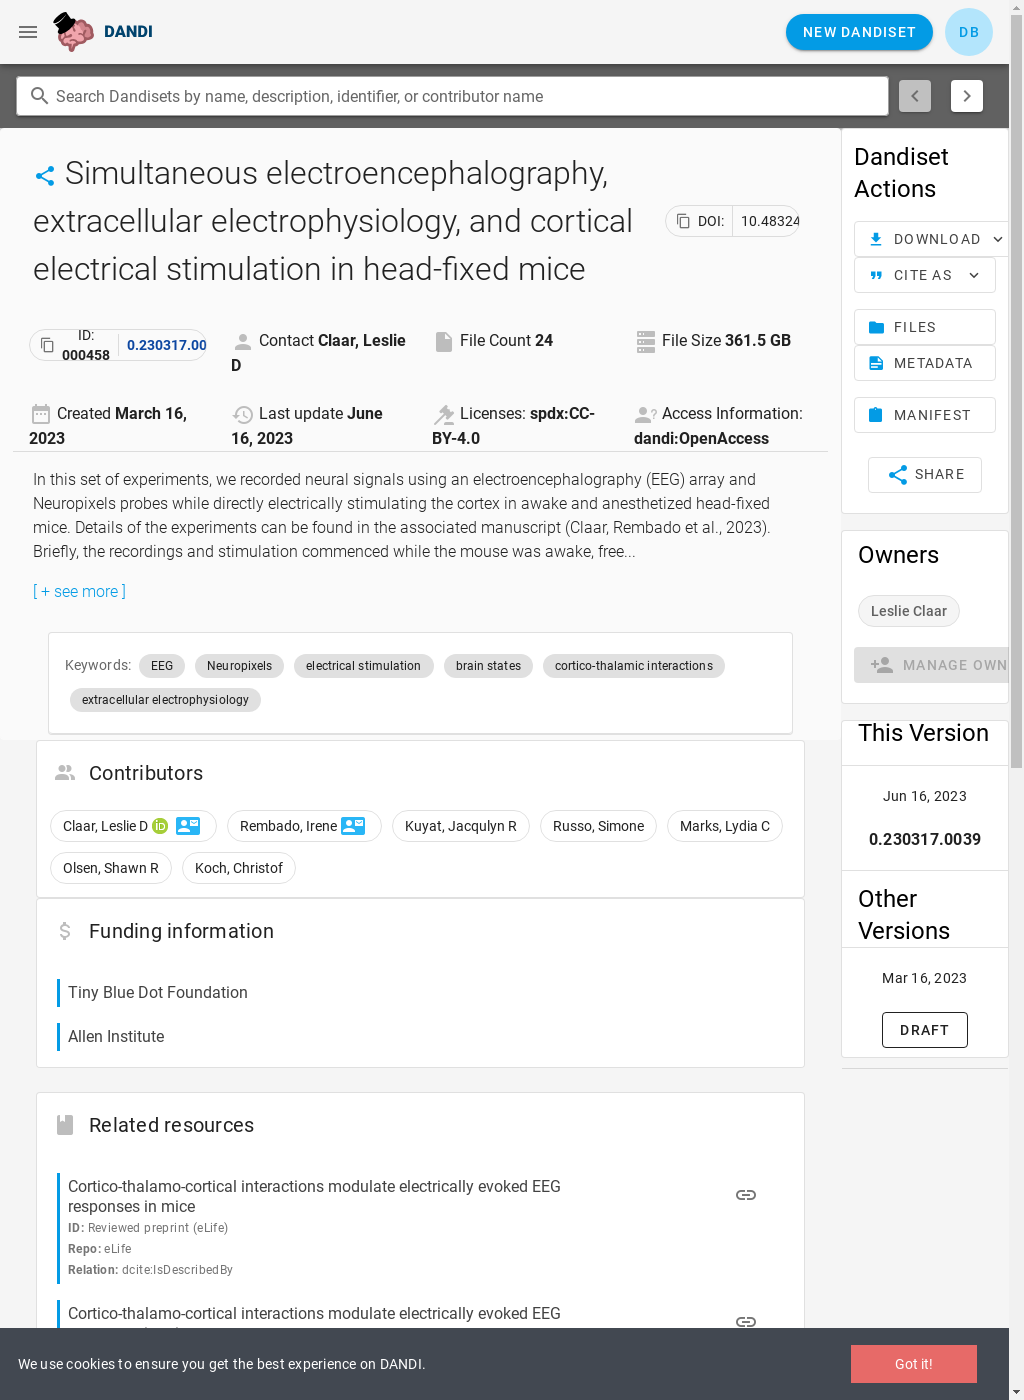 DANDI
NEW DANDISET
DB
Search Dandisets by name, description, identifier, or contributor name
Simultaneous electroencephalography,
extracellular electrophysiology, and cortical
electrical stimulation in head-fixed mice
DOI: 10.48324
ID:
000458
0.230317.00
Contact Claar, Leslie
D
File Count 24
File Size 361.5 GB
Created March 16,
2023
Last update June
16, 2023
Licenses: spdx:CC-
BY-4.0
Access Information:
dandi:OpenAccess
In this set of experiments, we recorded neural signals using an electroencephalography (EEG) array and
Neuropixels probes while directly electrically stimulating the cortex in awake and anesthetized head-fixed
mice. Details of the experiments can be found in the associated manuscript (Claar, Rembado et al., 2023).
Briefly, the recordings and stimulation commenced while the mouse was awake, free...
[ + see more ]
Keywords: EEG Neuropixels electrical stimulation brain states cortico-thalamic interactions
extracellular electrophysiology
Contributors
Claar, Leslie D iD Rembado, Irene Kuyat, Jacqulyn R Russo, Simone Marks, Lydia C
Olsen, Shawn R Koch, Christof
Funding information
Tiny Blue Dot Foundation
Allen Institute
Related resources
Cortico-thalamo-cortical interactions modulate electrically evoked EEG
responses in mice
ID: Reviewed preprint (eLife)
Repo: eLife
Relation: dcite:IsDescribedBy
Cortico-thalamo-cortical interactions modulate electrically evoked EEG
Dandiset
Actions
DOWNLOAD
CITE AS
FILES
METADATA
MANIFEST
SHARE
Owners
Leslie Claar
MANAGE OWN
This Version
Jun 16, 2023
0.230317.0039
Other
Versions
Mar 16, 2023
DRAFT
We use cookies to ensure you get the best experience on DANDI.
Got it!